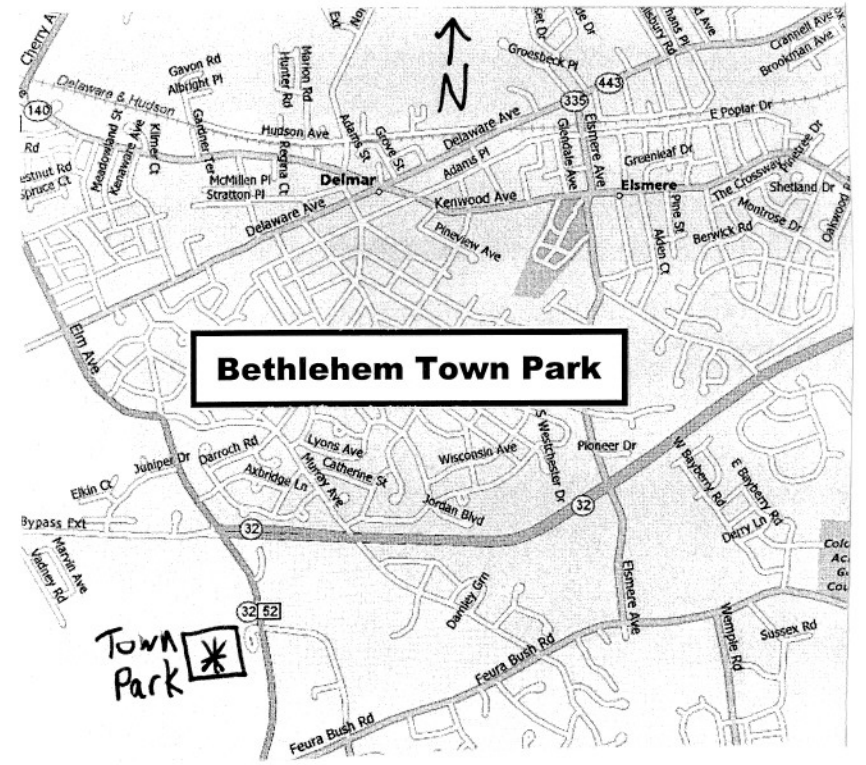 Cherry A
Groesbeck Pl
Crannell Ave
Brookman Ave
Gavon Rd
Albright Pl
Hunter Rd
Marion Rd
N
443
335
Delaware & Hudson
140
Hudson Ave
Adams St
Grove St
Delaware Ave
E Poplar Dr
Meadowland St
Kenaware Ave
Kilmer Ct
Gardner Ter
Regina Ct
Adams Pl
Glendale Ave
Elsmere Ave
Greenleaf Dr
Rd
Spruce Ct
McMillen Pl
Stratton Pl
Delmar
Kenwood Ave
Elsmere
The Crossway
Pinetree Dr
Shetland Dr
Delaware Ave
Pineview Ave
Pine St
Alden Ct
Berwick Rd
Montrose Dr
Elm Ave
Bethlehem Town Park
Juniper Dr
Darroch Rd
Lyons Ave
Catherine St
Murray Ave
Axbridge Ln
Wisconsin Ave
S Westchester Dr
Pioneer Dr
W Bayberry Rd
E Bayberry Rd
Derry Ln
Elkin Ct
Jordan Blvd
Bypass Ext
32
32
Marvin Ave
Vadney Rd
Dantley Grn
Elsmere Ave
32 52
Town
Park
Feura Bush Rd
Wemple Rd
Sussex Rd
Feura Bush Rd